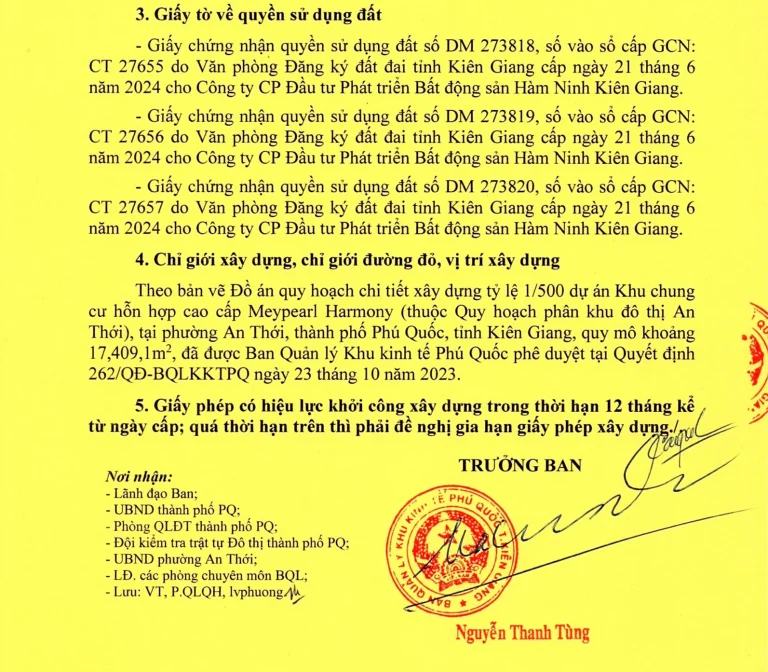 3. Giấy tờ về quyền sử dụng đất
- Giấy chứng nhận quyền sử dụng đất số DM 273818, số vào sổ cấp GCN:
CT 27655 do Văn phòng Đăng ký đất đai tỉnh Kiên Giang cấp ngày 21 tháng 6
năm 2024 cho Công ty CP Đầu tư Phát triển Bất động sản Hàm Ninh Kiên Giang.
- Giấy chứng nhận quyền sử dụng đất số DM 273819, số vào sổ cấp GCN:
CT 27656 do Văn phòng Đăng ký đất đai tỉnh Kiên Giang cấp ngày 21 tháng 6
năm 2024 cho Công ty CP Đầu tư Phát triển Bất động sản Hàm Ninh Kiên Giang.
- Giấy chứng nhận quyền sử dụng đất số DM 273820, số vào sổ cấp GCN:
CT 27657 do Văn phòng Đăng ký đất đai tỉnh Kiên Giang cấp ngày 21 tháng 6
năm 2024 cho Công ty CP Đầu tư Phát triển Bất động sản Hàm Ninh Kiên Giang.
4. Chỉ giới xây dựng, chỉ giới đường đỏ, vị trí xây dựng
Theo bản vẽ Đồ án quy hoạch chi tiết xây dựng tỷ lệ 1/500 dự án Khu chung
cư hỗn hợp cao cấp Meypearl Harmony (thuộc Quy hoạch phân khu đô thị An
Thới), tại phường An Thới, thành phố Phú Quốc, tỉnh Kiên Giang, quy mô khoảng
17,409,1m², đã được Ban Quản lý Khu kinh tế Phú Quốc phê duyệt tại Quyết định
262/QĐ-BQLKKTPQ ngày 23 tháng 10 năm 2023.
5. Giấy phép có hiệu lực khởi công xây dựng trong thời hạn 12 tháng kể
từ ngày cấp; quá thời hạn trên thì phải đề nghị gia hạn giấy phép xây dựng.
Nơi nhận:
- Lãnh đạo Ban;
- UBND thành phố PQ;
- Phòng QLĐT thành phố PQ;
- Đội kiểm tra trật tự Đô thị thành phố PQ;
- UBND phường An Thới;
- LĐ. các phòng chuyên môn BQL;
- Lưu: VT, P.QLQH, lvphuong
TRƯỞNG BAN
BAN QUẢN LÝ KHU KINH TẾ PHÚ QUỐC KIÊN GIANG
Nguyễn Thanh Tùng